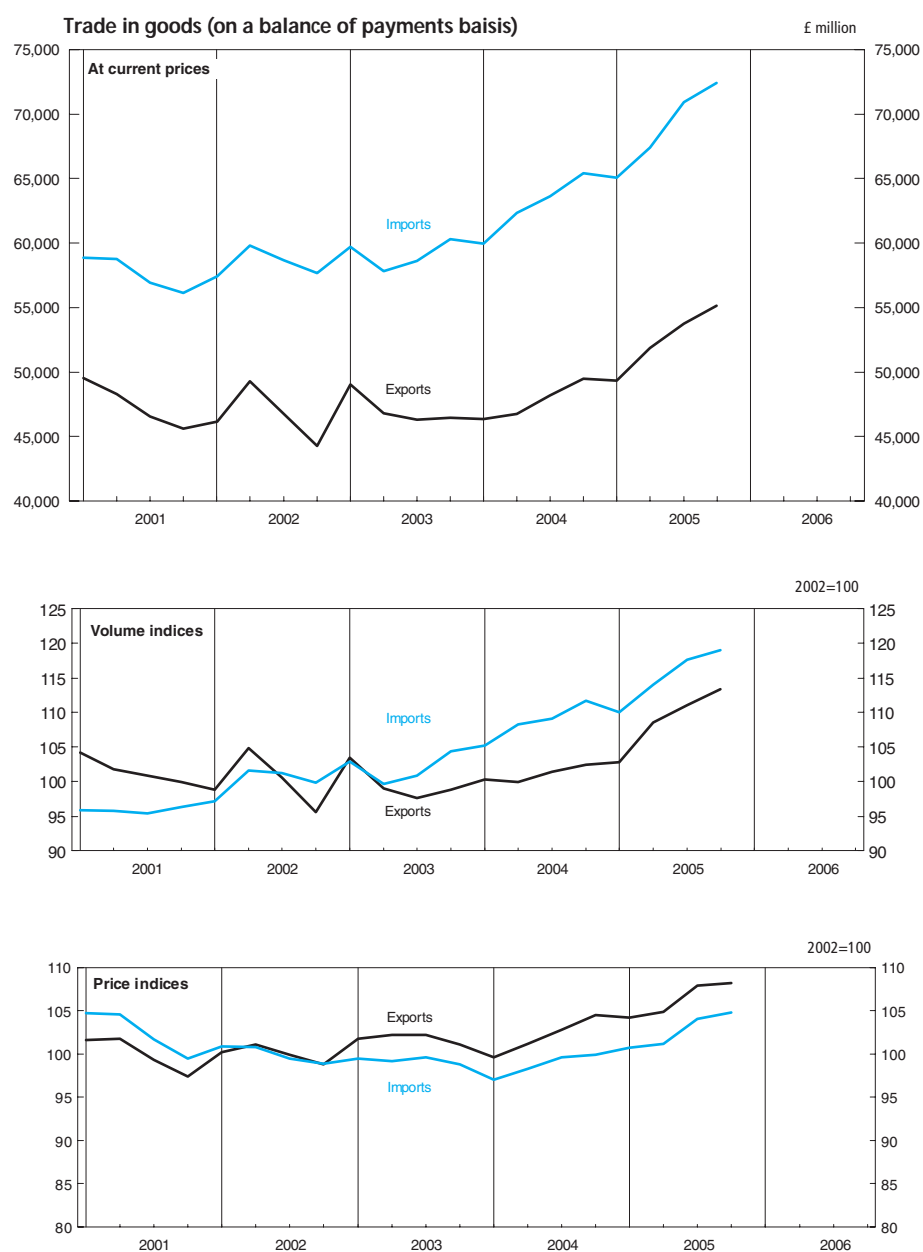 Trade in goods (on a balance of payments baisis)
£ million
75,000 75,000
At current prices
70,000 70,000
65,000 65,000
Imports
60,000 60,000
55,000 55,000
50,000 50,000
Exports
45,000 45,000
40,000 40,000
2001 2002 2003 2004 2005 2006
2002=100
125 125
Volume indices
120 120
115 115
Imports
110 110
105 105
100 100
95 95
Exports
90 90
2001 2002 2003 2004 2005 2006
2002=100
110 110
Price indices
105 105
Exports
100 100
Imports
95 95
90 90
85 85
80 80
2001 2002 2003 2004 2005 2006